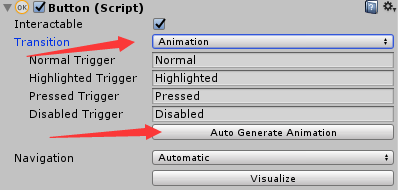 OK Button (Script)
Interactable
Transition Animation
Normal Trigger Normal
Highlighted Trigger Highlighted
Pressed Trigger Pressed
Disabled Trigger Disabled
Auto Generate Animation
Navigation Automatic
Visualize